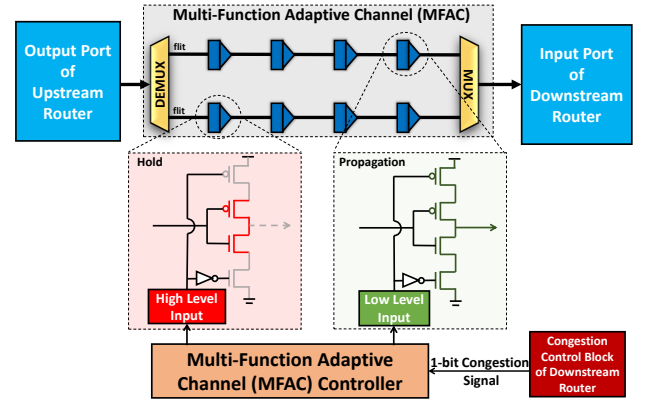 Multi-Function Adaptive Channel (MFAC)
Output Port
of
Upstream
Router
DEMUX
flit
flit
MUX
Input Port
of
Downstream
Router
Hold
Propagation
High Level
Input
Low Level
Input
Multi-Function Adaptive
Channel (MFAC) Controller
1-bit Congestion
Signal
Congestion
Control Block
of Downstream
Router